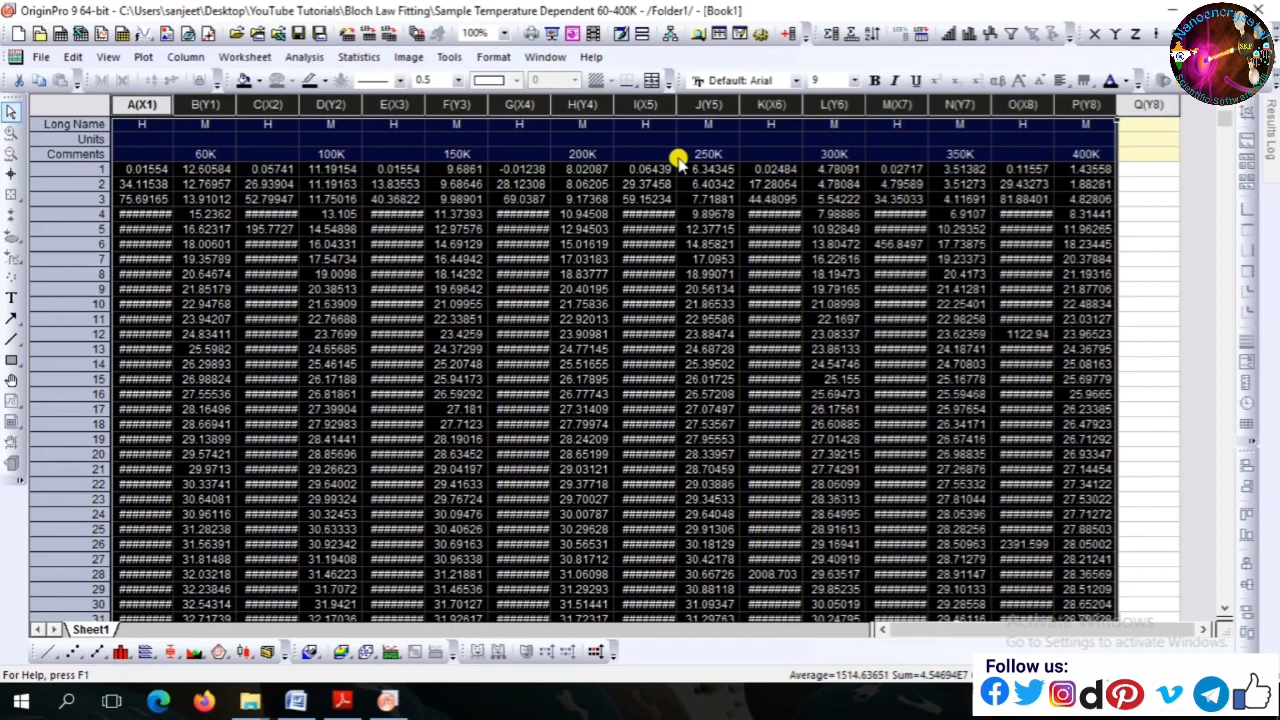 OriginPro 9 64-bit - C:\Users\sanjeet\Desktop\YouTube Tutorials\Bloch Law Fitting\Sample Temperature Dependent 60-400K - /Folder1/ - [Book1]
100%
File Edit View Plot Column Worksheet Analysis Statistics Image Tools Format Window Help
0.5 0 Default: Arial 9 B I U
A(X1) B(Y1) C(X2) D(Y2) E(X3) F(Y3) G(X4) H(Y4) I(X5) J(Y5) K(X6) L(Y6) M(X7) N(Y7) O(X8) P(Y8) Q(Y8)
Long Name H M H M H M H M H M H M H M H M
Units
Comments 60K 100K 150K 200K 250K 300K 350K 400K
1 0.01554 12.60584 0.05741 11.19154 0.01554 9.6861 -0.01238 8.02087 0.06439 6.34345 0.02484 4.78091 0.02717 3.51382 0.11557 1.43558
2 34.11538 12.76957 26.93904 11.18516 13.83553 9.68646 28.12308 8.06205 29.37458 6.40342 17.28064 4.78084 4.79589 3.51273 29.43273 1.88281
3 75.69165 13.91012 52.79947 11.75016 40.36822 9.98901 69.0387 9.17368 59.15234 7.71881 44.48095 5.54222 34.35033 4.11691 81.88401 4.82806
4 ####### 15.2362 ####### 13.105 ####### 11.37393 ####### 10.94508 ####### 9.89678 ####### 7.98886 ####### 6.9107 ####### 8.31441
5 ####### 16.62317 195.7727 14.54898 ####### 12.97576 ####### 12.94503 ####### 12.37715 ####### 10.92849 ####### 10.29352 ####### 11.96265
6 ####### 18.00601 ####### 16.04331 ####### 14.69129 ####### 15.01619 ####### 14.85821 ####### 13.80472 456.8497 17.73875 ####### 18.23445
7 ####### 19.35789 ####### 17.54734 ####### 16.44942 ####### 17.03183 ####### 17.0953 ####### 16.22616 ####### 19.23373 ####### 20.37884
8 ####### 20.64674 ####### 19.0098 ####### 18.14292 ####### 18.83777 ####### 18.99071 ####### 18.19473 ####### 20.4173 ####### 21.19316
9 ####### 21.85179 ####### 20.38513 ####### 19.69642 ####### 20.40195 ####### 20.56134 ####### 19.79165 ####### 21.41281 ####### 21.87706
10 ####### 22.94768 ####### 21.63909 ####### 21.09955 ####### 21.75836 ####### 21.86533 ####### 21.08998 ####### 22.25401 ####### 22.48834
11 ####### 23.94207 ####### 22.76688 ####### 22.33851 ####### 22.92013 ####### 22.95586 ####### 22.1697 ####### 22.98258 ####### 23.03127
12 ####### 24.83411 ####### 23.7699 ####### 23.4259 ####### 23.90981 ####### 23.88474 ####### 23.08337 ####### 23.62359 1122.94 23.96523
13 ####### 25.5982 ####### 24.65685 ####### 24.37299 ####### 24.77145 ####### 24.68728 ####### 23.86133 ####### 24.18741 ####### 24.36795
14 ####### 26.29893 ####### 25.46145 ####### 25.20748 ####### 25.51655 ####### 25.39502 ####### 24.54746 ####### 24.70803 ####### 25.08163
15 ####### 26.98824 ####### 26.17188 ####### 25.94173 ####### 26.17895 ####### 26.01725 ####### 25.155 ####### 25.16778 ####### 25.69779
16 ####### 27.55536 ####### 26.81861 ####### 26.59292 ####### 26.77743 ####### 26.57208 ####### 25.69473 ####### 25.59468 ####### 25.9665
17 ####### 28.16496 ####### 27.39904 ####### 27.181 ####### 27.31409 ####### 27.07497 ####### 26.17561 ####### 25.97654 ####### 26.23385
18 ####### 28.66941 ####### 27.92983 ####### 27.7123 ####### 27.79974 ####### 27.53567 ####### 26.60885 ####### 26.34171 ####### 26.47923
19 ####### 29.13899 ####### 28.41441 ####### 28.19016 ####### 28.24209 ####### 27.95553 ####### 27.01428 ####### 26.67416 ####### 26.71292
20 ####### 29.57421 ####### 28.85696 ####### 28.63452 ####### 28.65199 ####### 28.33957 ####### 27.39215 ####### 26.98835 ####### 26.93347
21 ####### 29.9713 ####### 29.26623 ####### 29.04197 ####### 29.03121 ####### 28.70459 ####### 27.74291 ####### 27.26876 ####### 27.14454
22 ####### 30.33741 ####### 29.64002 ####### 29.41633 ####### 29.37718 ####### 29.03886 ####### 28.06099 ####### 27.55332 ####### 27.34122
23 ####### 30.64081 ####### 29.99324 ####### 29.76724 ####### 29.70027 ####### 29.34533 ####### 28.36313 ####### 27.81044 ####### 27.53022
24 ####### 30.96116 ####### 30.32453 ####### 30.09476 ####### 30.00787 ####### 29.64048 ####### 28.64995 ####### 28.05396 ####### 27.71272
25 ####### 31.28238 ####### 30.63333 ####### 30.40626 ####### 30.29628 ####### 29.91306 ####### 28.91613 ####### 28.28256 ####### 27.88503
26 ####### 31.56391 ####### 30.92342 ####### 30.69163 ####### 30.56531 ####### 30.18129 ####### 29.16941 ####### 28.50963 2391.599 28.05002
27 ####### 31.81488 ####### 31.19408 ####### 30.96338 ####### 30.81712 ####### 30.42178 ####### 29.40919 ####### 28.71279 ####### 28.21241
28 ####### 32.03218 ####### 31.46223 ####### 31.21881 ####### 31.06098 ####### 30.66726 2008.703 29.63517 ####### 28.91147 ####### 28.36569
29 ####### 32.23846 ####### 31.7072 ####### 31.46536 ####### 31.29293 ####### 30.88118 ####### 29.85235 ####### 29.10133 ####### 28.51209
30 ####### 32.54314 ####### 31.9421 ####### 31.70127 ####### 31.51441 ####### 31.09347 ####### 30.05019 ####### 29.28558 ####### 28.65204
Sheet1
Results Log
Activate Windows
Go to Settings to activate Windows.
For Help, press F1
Average=1514.63651 Sum=4.54694E7
Follow us: